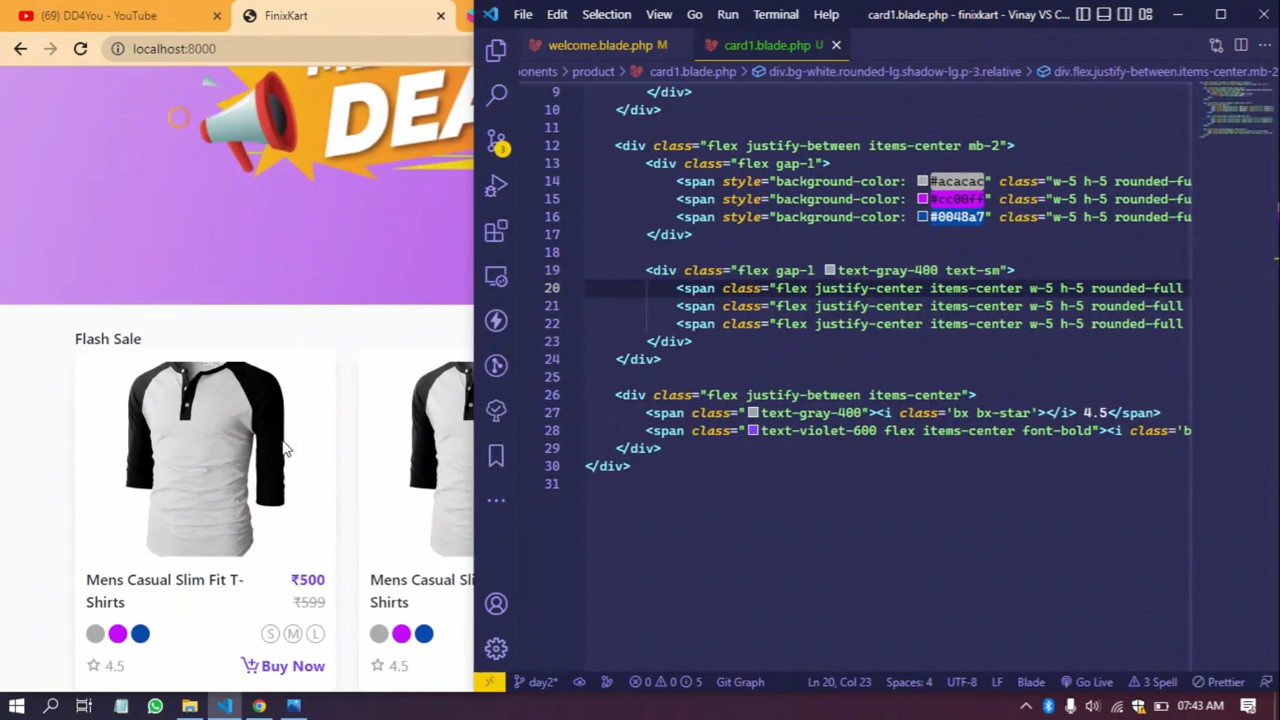 (69) DD4You - YouTube
FinixKart
localhost:8000
DEA
Flash Sale
Mens Casual Slim Fit T-
Shirts
₹500
₹599
S M L
4.5
Buy Now
Mens Casual Sli
Shirts
4.5
File Edit Selection View Go Run Terminal Help
card1.blade.php - finixkart - Vinay VS C...
welcome.blade.php M
card1.blade.php U
onents > product > card1.blade.php > div.bg-white.rounded-lg.shadow-lg.p-3.relative > div.flex.justify-between.items-center.mb-2
3
9 </div>
10 </div>
11
12 <div class="flex justify-between items-center mb-2">
13 <div class="flex gap-1">
14 <span style="background-color: #acacac" class="w-5 h-5 rounded-fu
15 <span style="background-color: #cc00ff" class="w-5 h-5 rounded-fu
16 <span style="background-color: #0048a7" class="w-5 h-5 rounded-fu
17 </div>
18
19 <div class="flex gap-1 text-gray-400 text-sm">
20 <span class="flex justify-center items-center w-5 h-5 rounded-full
21 <span class="flex justify-center items-center w-5 h-5 rounded-full
22 <span class="flex justify-center items-center w-5 h-5 rounded-full
23 </div>
24 </div>
25
26 <div class="flex justify-between items-center">
27 <span class="text-gray-400"><i class='bx bx-star'></i> 4.5</span>
28 <span class="text-violet-600 flex items-center font-bold"><i class='b
29 </div>
30 </div>
31
day2* 0 0 5 Git Graph Ln 20, Col 23 Spaces: 4 UTF-8 LF Blade Go Live 3 Spell Prettier
07:43 AM